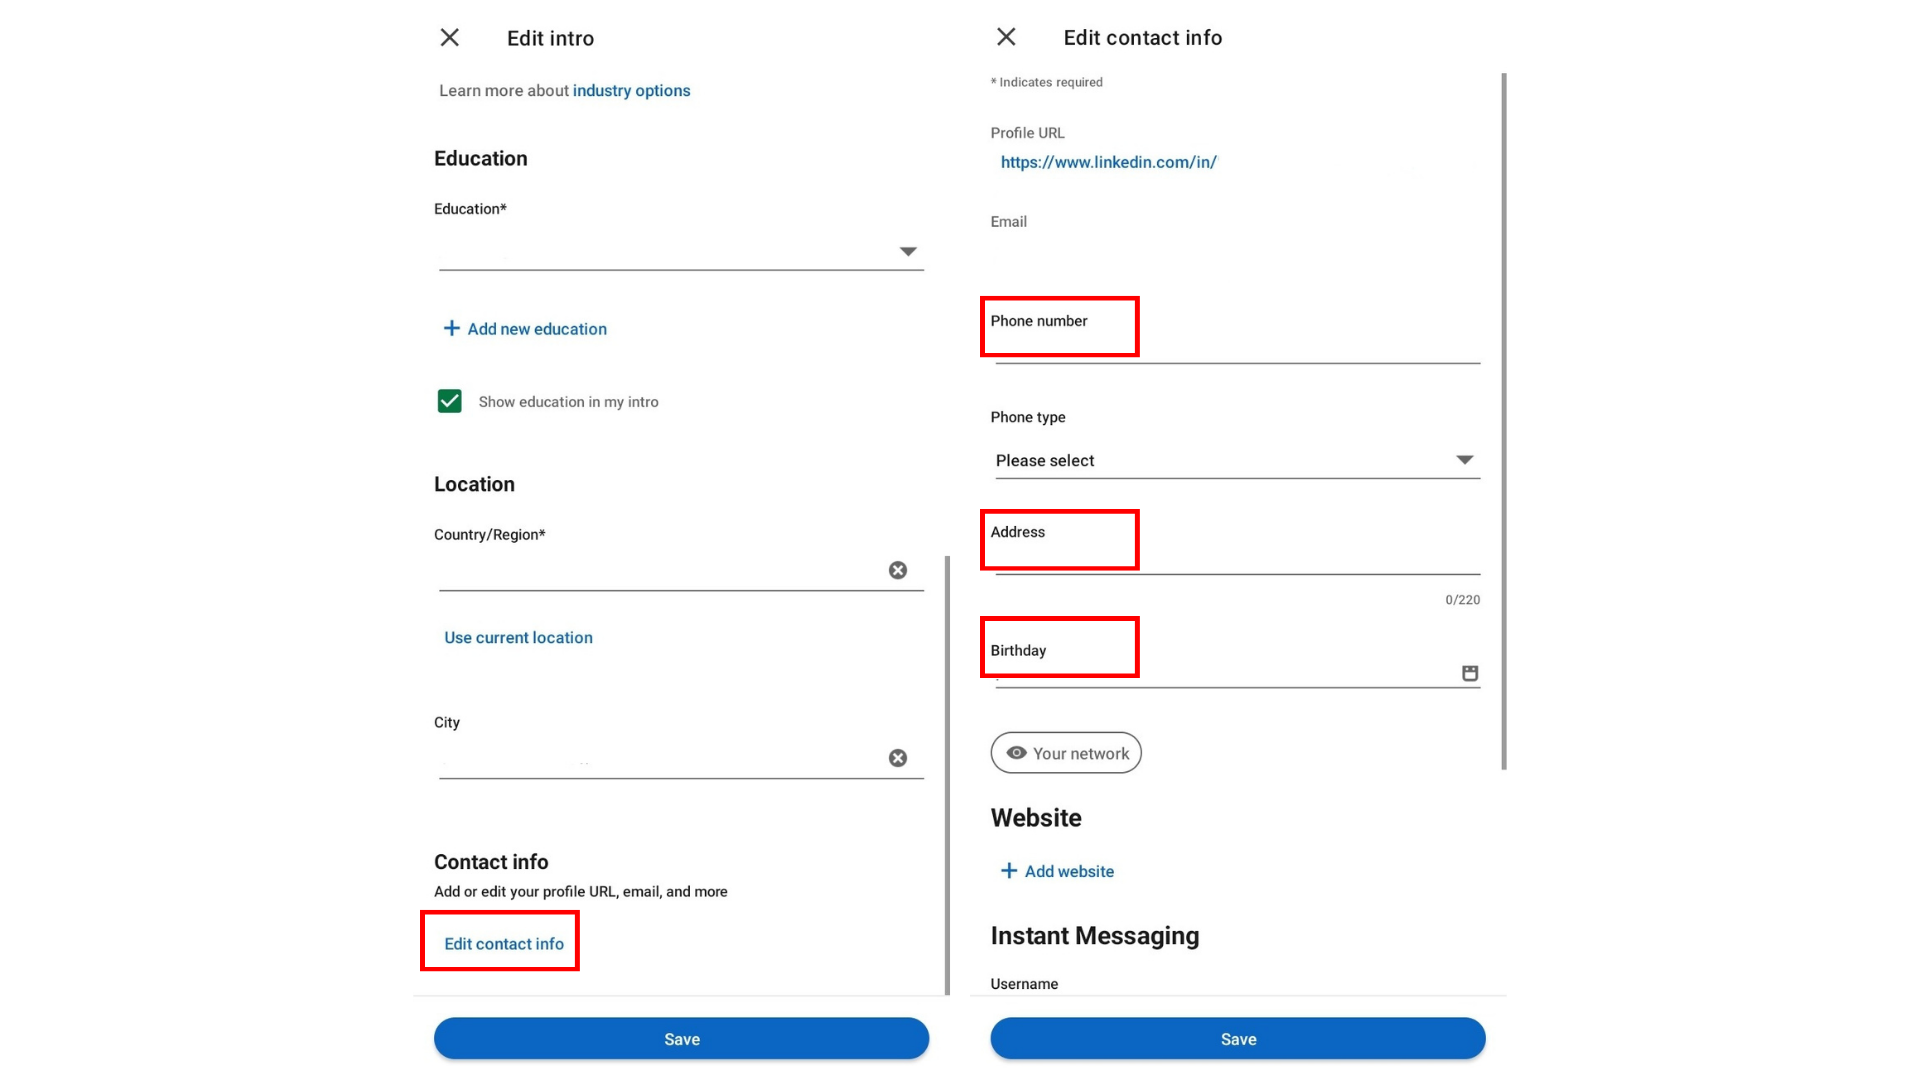 Edit intro
Learn more about industry options
Education
Education*
Add new education
Show education in my intro
Location
Country/Region*
Use current location
City
Contact info
Add or edit your profile URL, email, and more
Edit contact info
Save
Edit contact info
* Indicates required
Profile URL
https://www.linkedin.com/in/
Email
Phone number
Phone type
Please select
Address
0/220
Birthday
Your network
Website
Add website
Instant Messaging
Username
Save